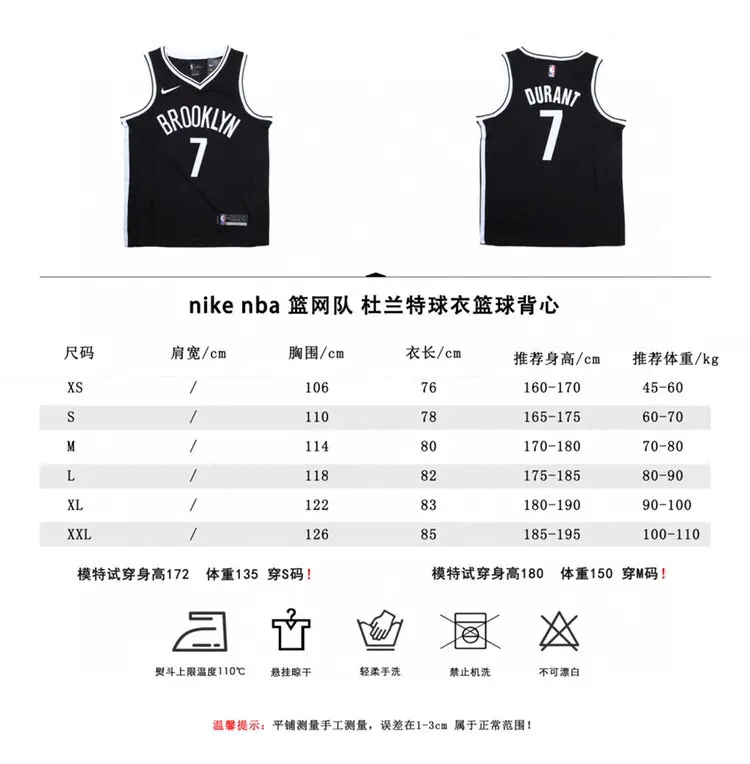 BROOKLYN
7
DURANT
7
nike nba 篮网队 杜兰特球衣篮球背心
尺码 肩宽/cm 胸围/cm 衣长/cm 推荐身高/cm 推荐体重/kg
XS / 106 76 160-170 45-60
S / 110 78 165-175 60-70
M / 114 80 170-180 70-80
L / 118 82 175-185 80-90
XL / 122 83 180-190 90-100
XXL / 126 85 185-195 100-110
模特试穿身高172 体重135 穿S码! 模特试穿身高180 体重150 穿M码!
熨斗上限温度110℃ 悬挂晾干 轻柔手洗 禁止机洗 不可漂白
温馨提示:平铺测量手工测量,误差在1-3cm 属于正常范围!